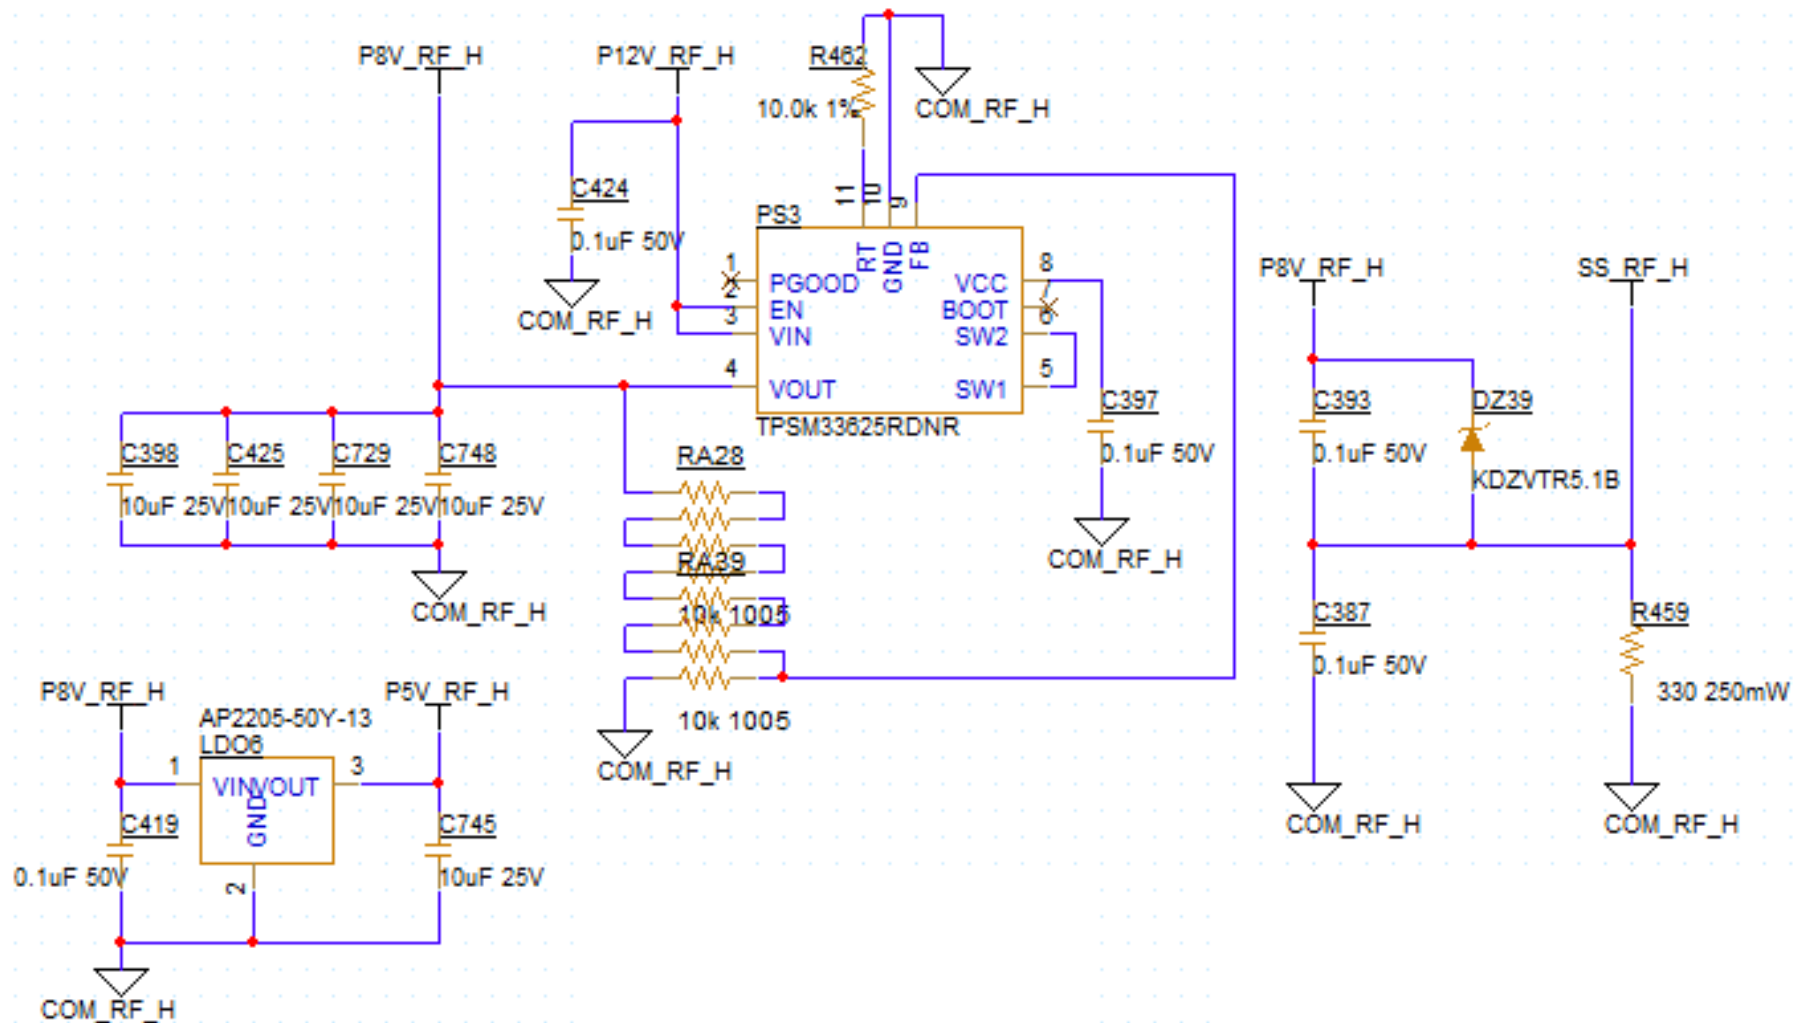 P8V_RF_H
P12V_RF_H
R462
10.0k 1%
COM_RF_H
C424
0.1uF 50V
COM_RF_H
PS3
11
10
9
RT
GND
FB
1
PGOOD
2
EN
3
VIN
4
VOUT
8
VCC
7
BOOT
6
SW2
5
SW1
TPSM33625RDNR
C397
0.1uF 50V
COM_RF_H
P8V_RF_H
SS_RF_H
C393
0.1uF 50V
DZ39
KDZVTR5.1B
C387
0.1uF 50V
R459
330 250mW
COM_RF_H
COM_RF_H
C398
C425
C729
C748
10uF 25V
10uF 25V
10uF 25V
10uF 25V
COM_RF_H
RA28
RA39
10k 1005
10k 1005
COM_RF_H
P8V_RF_H
P5V_RF_H
AP2205-50Y-13
LDO6
1
VIN
VOUT
3
GND
2
C419
0.1uF 50V
C745
10uF 25V
COM_RF_H